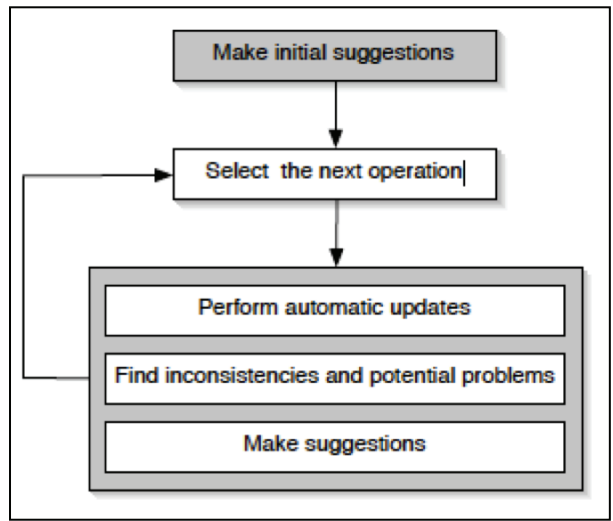 Make initial suggestions
Select the next operation
Perform automatic updates
Find inconsistencies and potential problems
Make suggestions